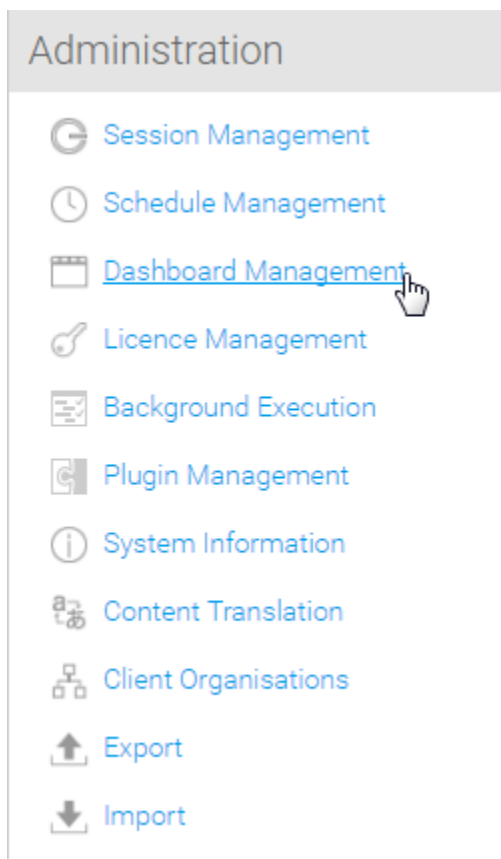 Administration
Session Management
Schedule Management
Dashboard Management
Licence Management
Background Execution
Plugin Management
System Information
Content Translation
Client Organisations
Export
Import